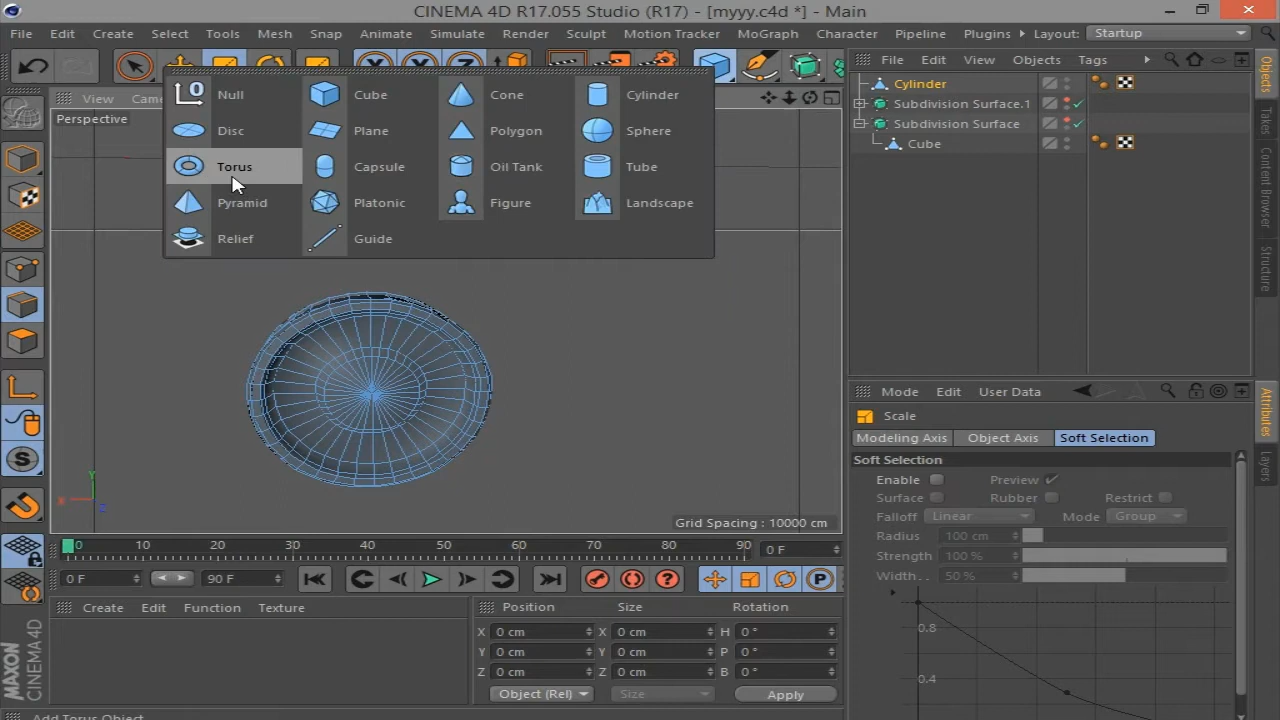 CINEMA 4D R17.055 Studio (R17) - [myyy.c4d *] - Main
File Edit Create Select Tools Mesh Snap Animate Simulate Render Sculpt Motion Tracker MoGraph Character Pipeline Plugins Layout: Startup
File Edit View Objects Tags
View
Perspective
Null Cube Cone Cylinder
Disc Plane Polygon Sphere
Torus Capsule Oil Tank Tube
Pyramid Platonic Figure Landscape
Relief Guide
Cylinder
Subdivision Surface.1
Subdivision Surface
Cube
Objects
Takes
Content Browser
Structure
Mode Edit User Data
Scale
Modeling Axis Object Axis Soft Selection
Soft Selection
Enable Preview
Surface Rubber Restrict
Falloff Linear Mode Group
Radius 100 cm
Strength 100 %
Width . . 50 %
0.8
0.4
Attributes
Layers
Y
X
Z
Grid Spacing : 10000 cm
0 10 20 30 40 50 60 70 80 90 0 F
0 F 90 F
Create Edit Function Texture
Position Size Rotation
X 0 cm X 0 cm H 0 °
Y 0 cm Y 0 cm P 0 °
Z 0 cm Z 0 cm B 0 °
Object (Rel) Size Apply
MAXON
CINEMA 4D
Add Torus Object